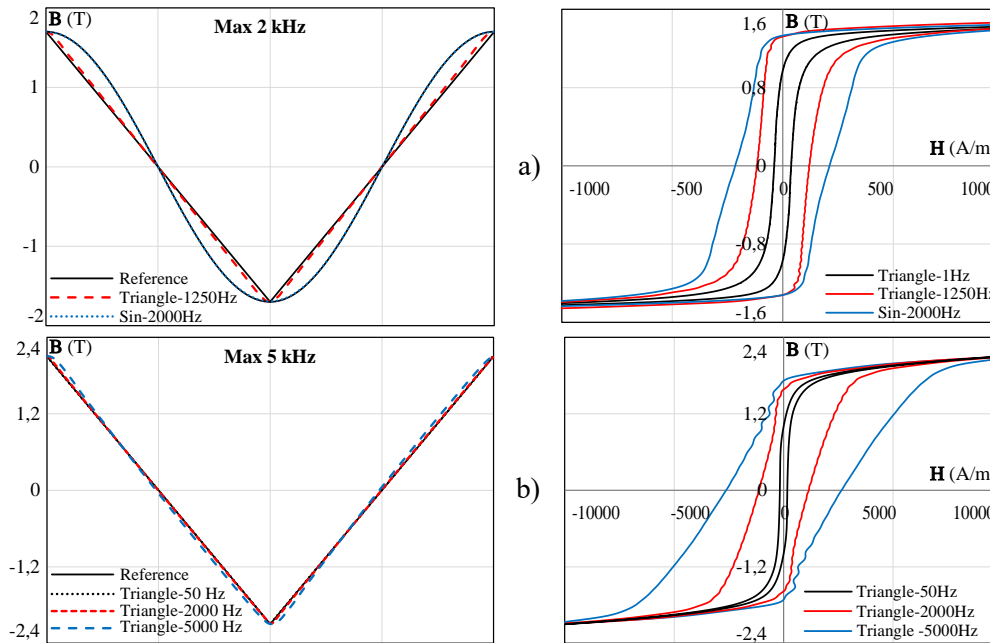 B (T)
Max 2 kHz
2
1
0
-1
-2
Reference
Triangle-1250Hz
Sin-2000Hz
a)
B (T)
1,6
0,8
H (A/m
0
-1000
-500
500
1000
-0,8
-1,6
Triangle-1Hz
Triangle-1250Hz
Sin-2000Hz
B (T)
Max 5 kHz
2,4
1,2
0
-1,2
-2,4
Reference
Triangle-50 Hz
Triangle-2000 Hz
Triangle-5000 Hz
b)
B (T)
2,4
1,2
H (A/m
0
-10000
-5000
5000
10000
-1,2
-2,4
Triangle-50Hz
Triangle-2000Hz
Triangle -5000Hz